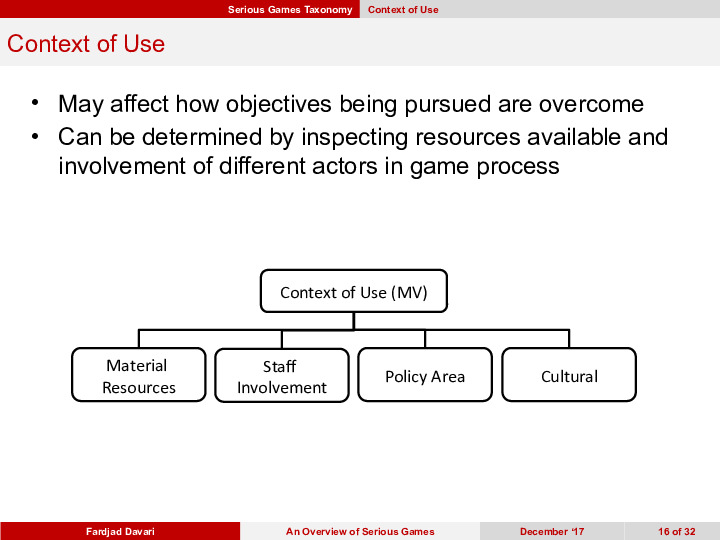 Serious Games Taxonomy Context of Use
Context of Use
• May affect how objectives being pursued are overcome
• Can be determined by inspecting resources available and
involvement of different actors in game process
Context of Use (MV)
Material
Resources
Staff
Involvement
Policy Area
Cultural
Fardjad Davari An Overview of Serious Games December ‘17 16 of 32